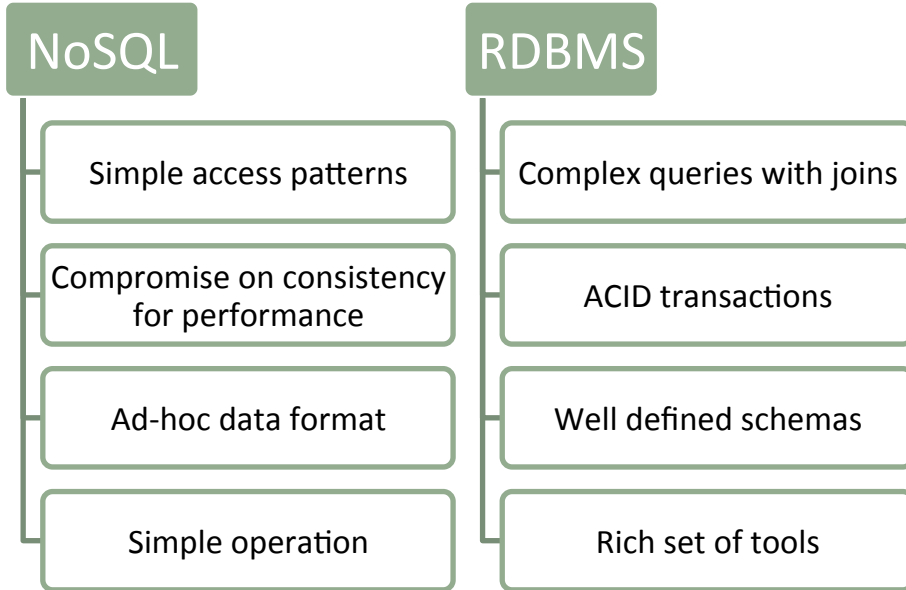 NoSQL
Simple access patterns
Compromise on consistency
for performance
Ad-hoc data format
Simple operation
RDBMS
Complex queries with joins
ACID transactions
Well defined schemas
Rich set of tools